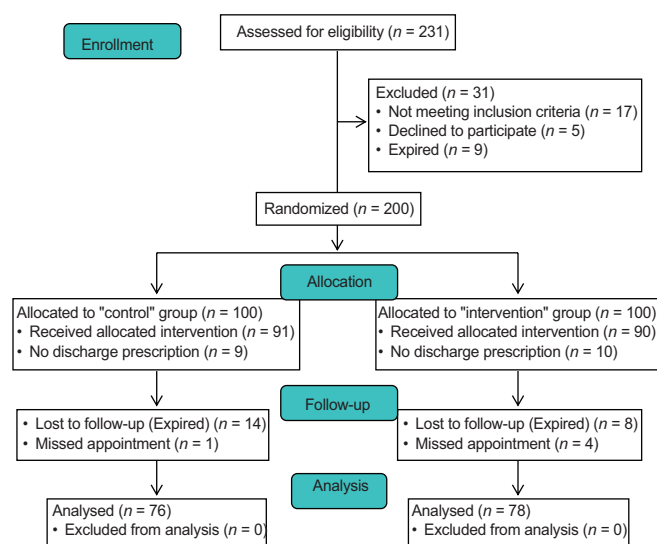 Enrollment
Assessed for eligibility (n = 231)
Excluded (n = 31)
• Not meeting inclusion criteria (n = 17)
• Declined to participate (n = 5)
• Expired (n = 9)
Randomized (n = 200)
Allocation
Allocated to "control" group (n = 100)
• Received allocated intervention (n = 91)
• No discharge prescription (n = 9)
Allocated to "intervention" group (n = 100)
• Received allocated intervention (n = 90)
• No discharge prescription (n = 10)
Follow-up
• Lost to follow-up (Expired) (n = 14)
• Missed appointment (n = 1)
• Lost to follow-up (Expired) (n = 8)
• Missed appointment (n = 4)
Analysis
Analysed (n = 76)
• Excluded from analysis (n = 0)
Analysed (n = 78)
• Excluded from analysis (n = 0)